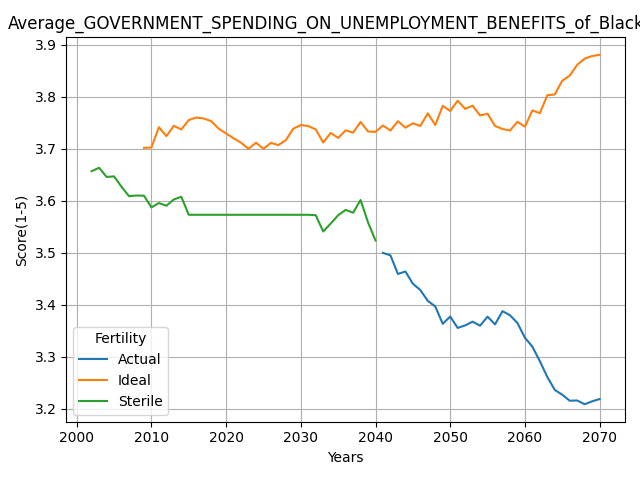 Average_GOVERNMENT_SPENDING_ON_UNEMPLOYMENT_BENEFITS_of_Black
3.9
3.8
3.7
3.6
3.5
3.4
3.3
3.2
Score(1-5)
Fertility
Actual
Ideal
Sterile
2000 2010 2020 2030 2040 2050 2060 2070
Years